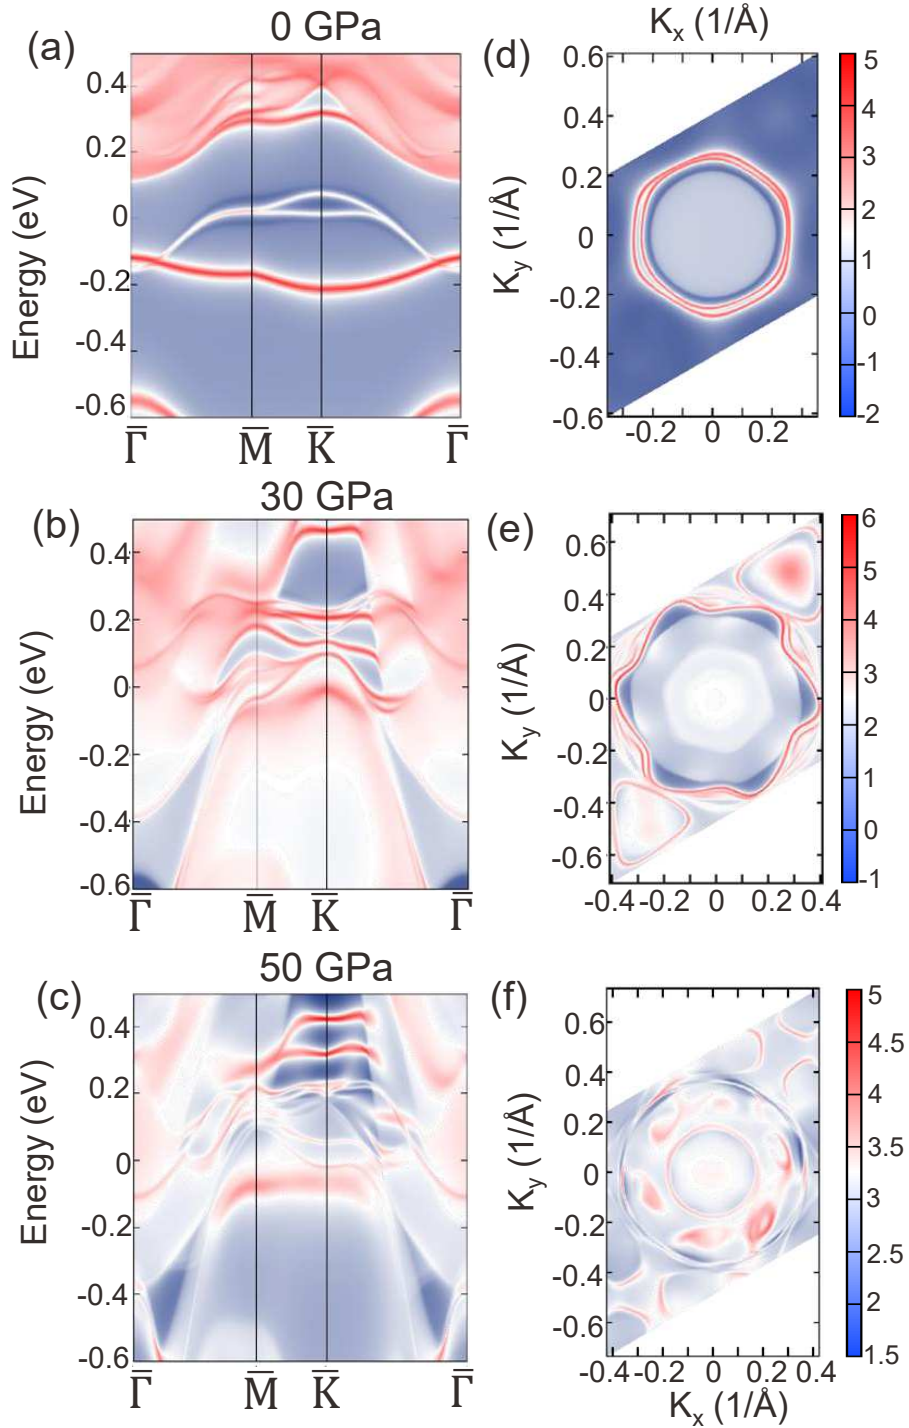 0 GPa
K_x (1/Å)
(a)
(d)
Energy (eV)
0.4
0.2
0
-0.2
-0.4
-0.6
Γ̅ M̅ K̅ Γ̅
K_y (1/Å)
0.6
0.4
0.2
0
-0.2
-0.4
-0.6
-0.2 0 0.2
5
4
3
2
1
0
-1
-2
30 GPa
(b)
(e)
Energy (eV)
0.4
0.2
0
-0.2
-0.4
-0.6
Γ̅ M̅ K̅ Γ̅
K_y (1/Å)
0.6
0.4
0.2
0
-0.2
-0.4
-0.6
-0.4 -0.2 0 0.2 0.4
6
5
4
3
2
1
0
-1
50 GPa
(c)
(f)
Energy (eV)
0.4
0.2
0
-0.2
-0.4
-0.6
Γ̅ M̅ K̅ Γ̅
K_y (1/Å)
0.6
0.4
0.2
0
-0.2
-0.4
-0.6
-0.4 -0.2 0 0.2 0.4
K_x (1/Å)
5
4.5
4
3.5
3
2.5
2
1.5